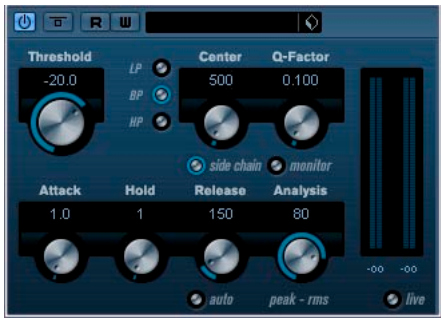 R W
Threshold Center Q-Factor
-20.0 LP 500 0.100
BP
HP
side chain monitor
Attack Hold Release Analysis
1.0 1 150 80
-oo -oo
auto peak - rms live